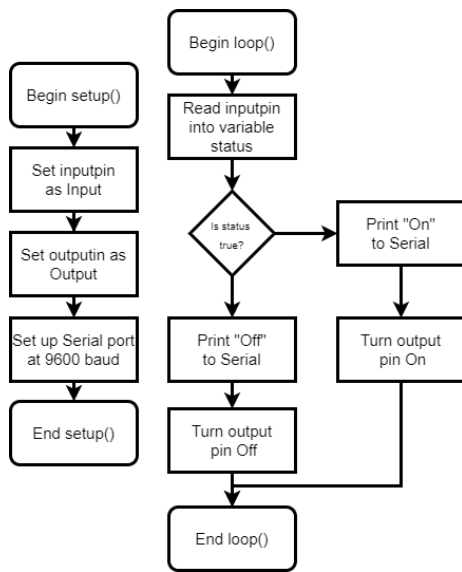 Begin setup()
Set inputpin
as Input
Set outputin as
Output
Set up Serial port
at 9600 baud
End setup()
Begin loop()
Read inputpin
into variable
status
Is status
true?
Print "On"
to Serial
Turn output
pin On
Print "Off"
to Serial
Turn output
pin Off
End loop()